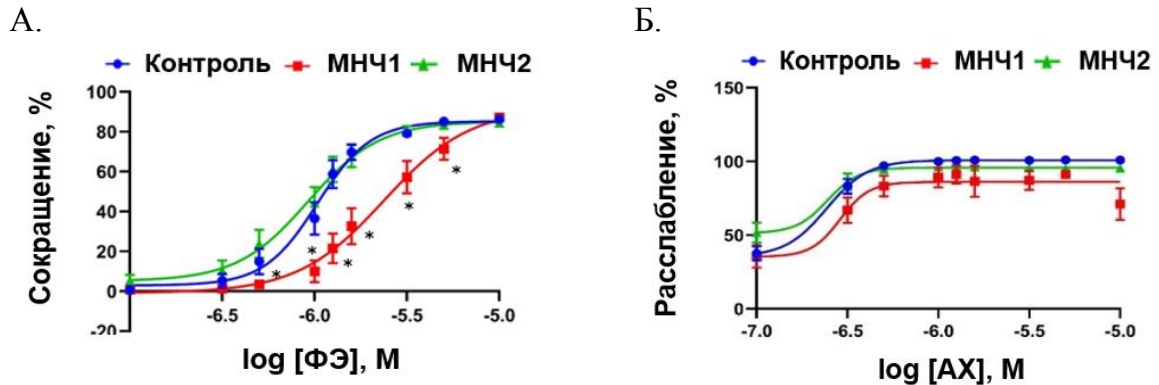 А.
Контроль МНЧ1 МНЧ2
Сокращение, %
100
80
60
40
20
0
-20
* * * * * *
-6.5 -6.0 -5.5 -5.0
log [ФЭ], М
Б.
Контроль МНЧ1 МНЧ2
Расслабление, %
150
100
50
0
-7.0 -6.5 -6.0 -5.5 -5.0
log [АХ], М